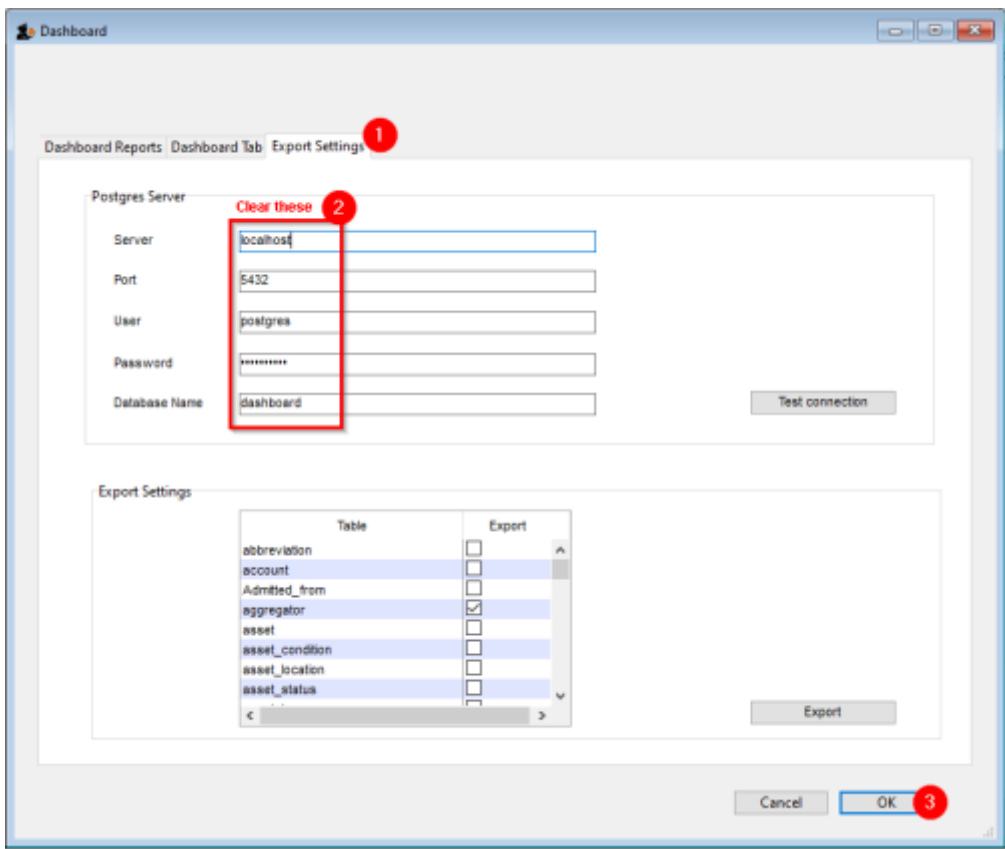 Dashboard
Dashboard Reports Dashboard Tab Export Settings 1
Postgres Server
Clear these 2
Server localhost
Port 5432
User postgres
Password •••••••••••
Database Name dashboard
Test connection
Export Settings
Table Export
abbreviation
account
Admitted_from
aggregator
asset
asset_condition
asset_location
asset_status
Export
Cancel OK 3